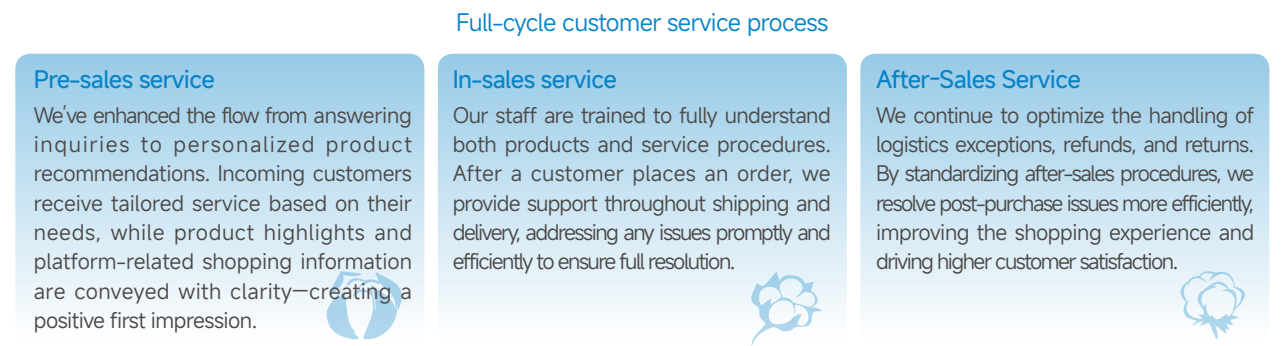 Full-cycle customer service process
Pre-sales service
We've enhanced the flow from answering
inquiries to personalized product
recommendations. Incoming customers
receive tailored service based on their
needs, while product highlights and
platform-related shopping information
are conveyed with clarity—creating a
positive first impression.
In-sales service
Our staff are trained to fully understand
both products and service procedures.
After a customer places an order, we
provide support throughout shipping and
delivery, addressing any issues promptly and
efficiently to ensure full resolution.
After-Sales Service
We continue to optimize the handling of
logistics exceptions, refunds, and returns.
By standardizing after-sales procedures, we
resolve post-purchase issues more efficiently,
improving the shopping experience and
driving higher customer satisfaction.